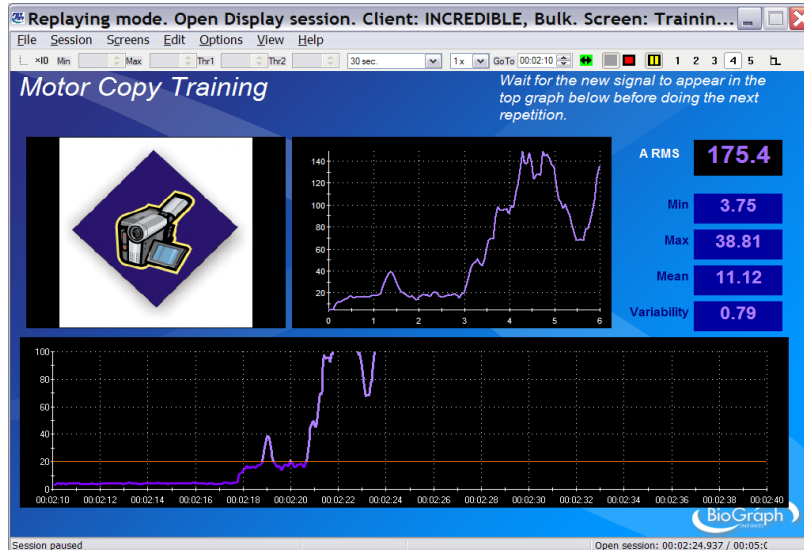 Replaying mode. Open Display session. Client: INCREDIBLE, Bulk. Screen: Trainin...
File Session Screens Edit Options View Help
×10 Min Max Thr1 Thr2 30 sec. 1 x GoTo 00:02:10 1 2 3 4 5
Motor Copy Training
Wait for the new signal to appear in the
top graph below before doing the next
repetition.
A RMS 175.4
Min 3.75
Max 38.81
Mean 11.12
Variability 0.79
140
120
100
80
60
40
20
0 1 2 3 4 5 6
100
80
60
40
20
0
00:02:10 00:02:12 00:02:14 00:02:16 00:02:18 00:02:20 00:02:22 00:02:24 00:02:26 00:02:28 00:02:30 00:02:32 00:02:34 00:02:36 00:02:38 00:02:40
BioGraph
INFINITI
Session paused
Open session: 00:02:24.937 / 00:05:0